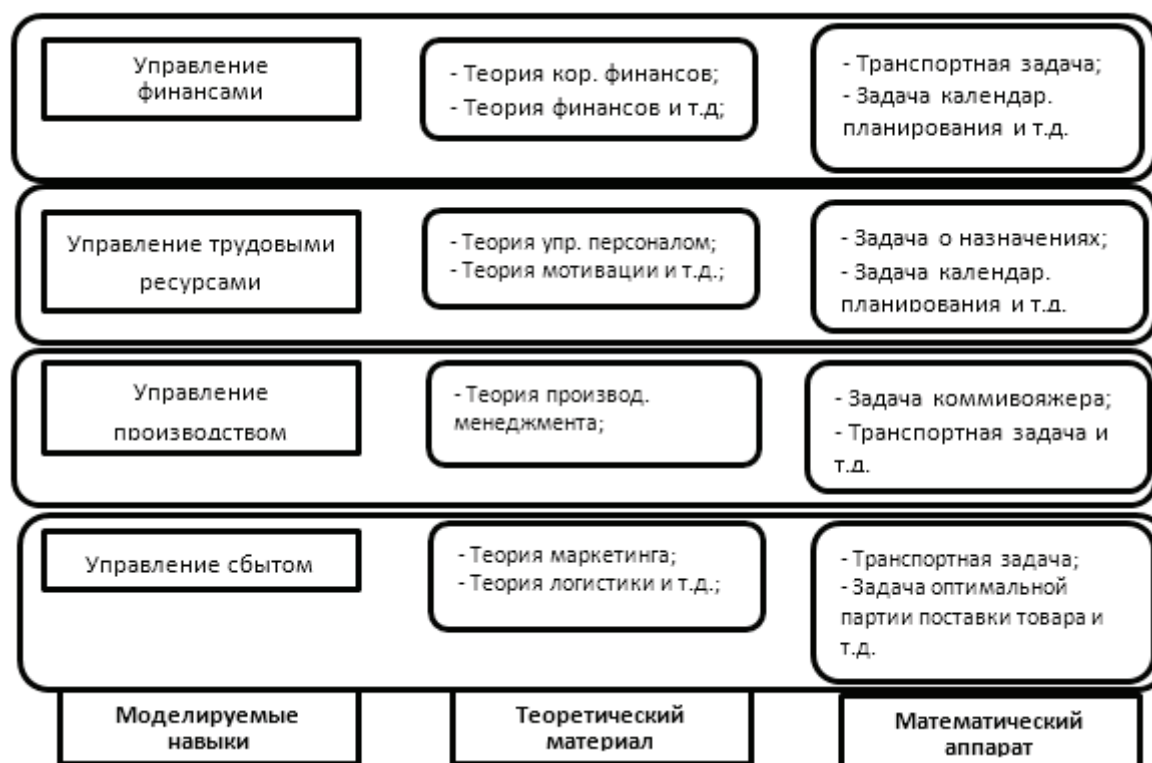 Управление
финансами
- Теория кор. финансов;
- Теория финансов и т.д;
- Транспортная задача;
- Задача календар.
планирования и т.д.
Управление трудовыми
ресурсами
- Теория упр. персоналом;
- Теория мотивации и т.д.;
- Задача о назначениях;
- Задача календар.
планирования и т.д.
Управление
производством
- Теория производ.
менеджмента;
- Задача коммивояжера;
- Транспортная задача и
т.д.
Управление сбытом
- Теория маркетинга;
- Теория логистики и т.д.;
- Транспортная задача;
- Задача оптимальной
партии поставки товара и
т.д.
Моделируемые
навыки
Теоретический
материал
Математический
аппарат